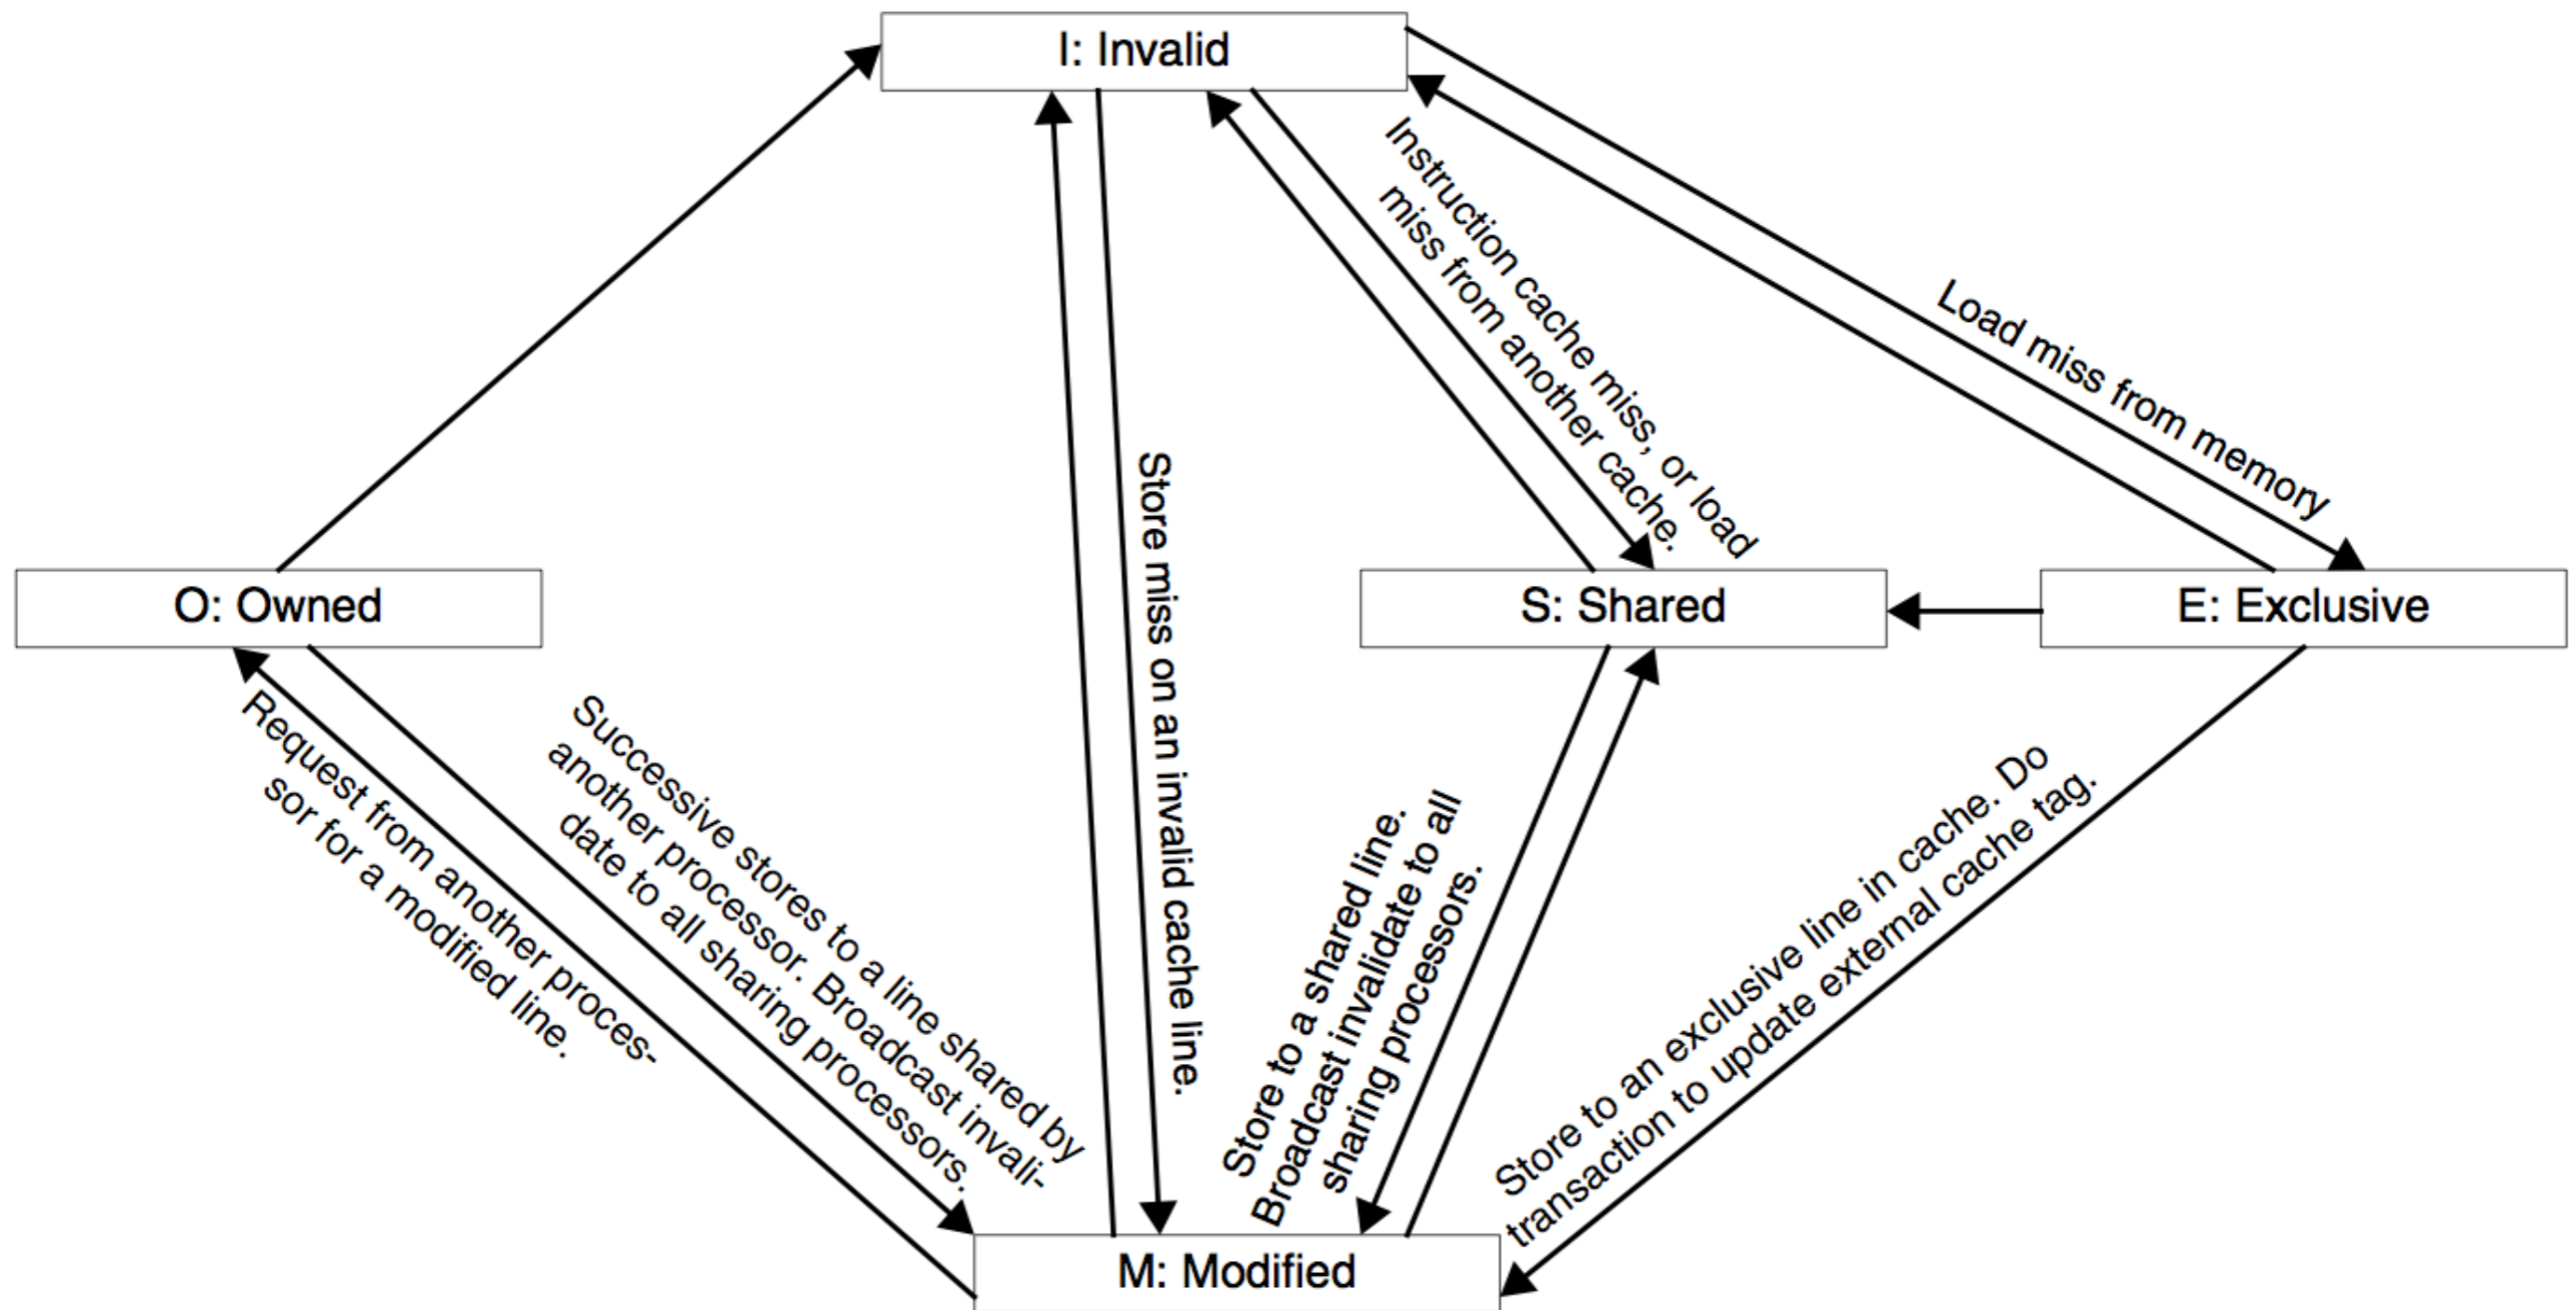 I: Invalid
Instruction cache miss, or load
miss from another cache.
Load miss from memory
Store miss on an invalid cache line.
O: Owned
S: Shared
E: Exclusive
Request from another proces-
sor for a modified line.
Successive stores to a line shared by
another processor. Broadcast invali-
date to all sharing processors.
Store to a shared line.
Broadcast invalidate to all
sharing processors.
Store to an exclusive line in cache. Do
transaction to update external cache tag.
M: Modified